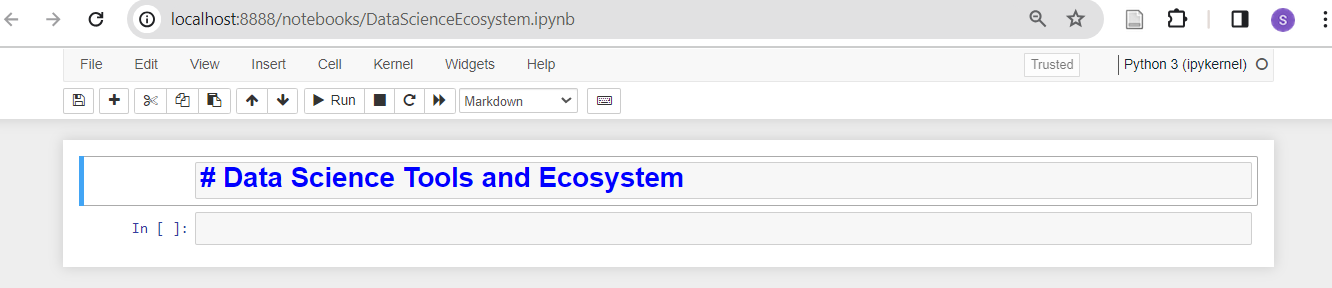 localhost:8888/notebooks/DataScienceEcosystem.ipynb
S
File Edit View Insert Cell Kernel Widgets Help Trusted Python 3 (ipykernel)
Run Markdown
# Data Science Tools and Ecosystem
In [ ]: